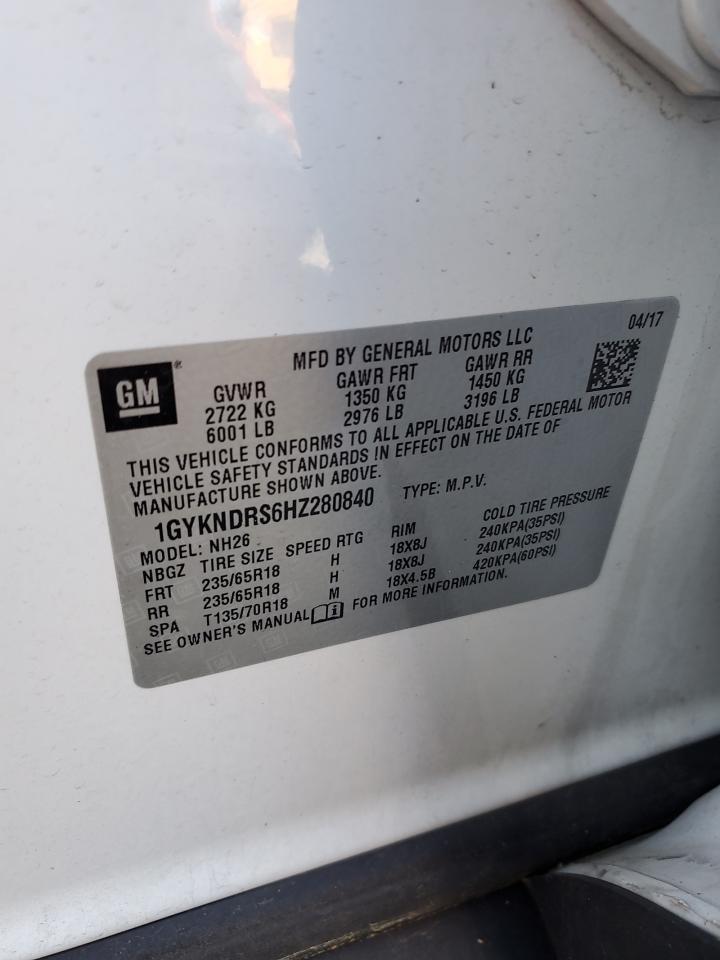 04/17
GM®
MFD BY GENERAL MOTORS LLC
GVWR GAWR FRT GAWR RR
2722 KG 1350 KG 1450 KG
6001 LB 2976 LB 3196 LB
THIS VEHICLE CONFORMS TO ALL APPLICABLE U.S. FEDERAL MOTOR
VEHICLE SAFETY STANDARDS IN EFFECT ON THE DATE OF
MANUFACTURE SHOWN ABOVE.
1GYKNDRS6HZ280840 TYPE: M.P.V.
MODEL: NH26
NBGZ TIRE SIZE SPEED RTG RIM COLD TIRE PRESSURE
FRT 235/65R18 H 18X8J 240KPA(35PSI)
RR 235/65R18 H 18X8J 240KPA(35PSI)
SPA T135/70R18 M 18X4.5B 420KPA(60PSI)
SEE OWNER'S MANUAL FOR MORE INFORMATION.